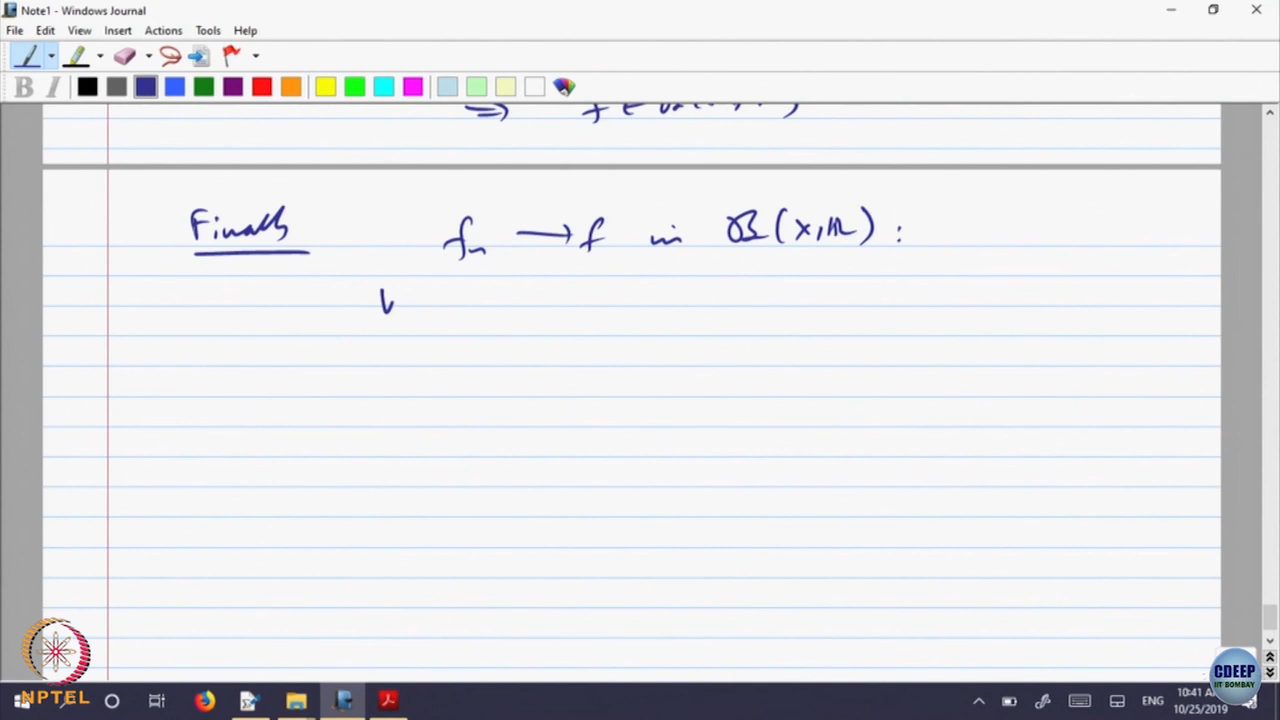 Note1 - Windows Journal
File Edit View Insert Actions Tools Help
B I
Finally fn → f in B(X,ℝ) :
NPTEL
CDEEP
IIT BOMBAY
ENG
10:41 A
10/25/2019